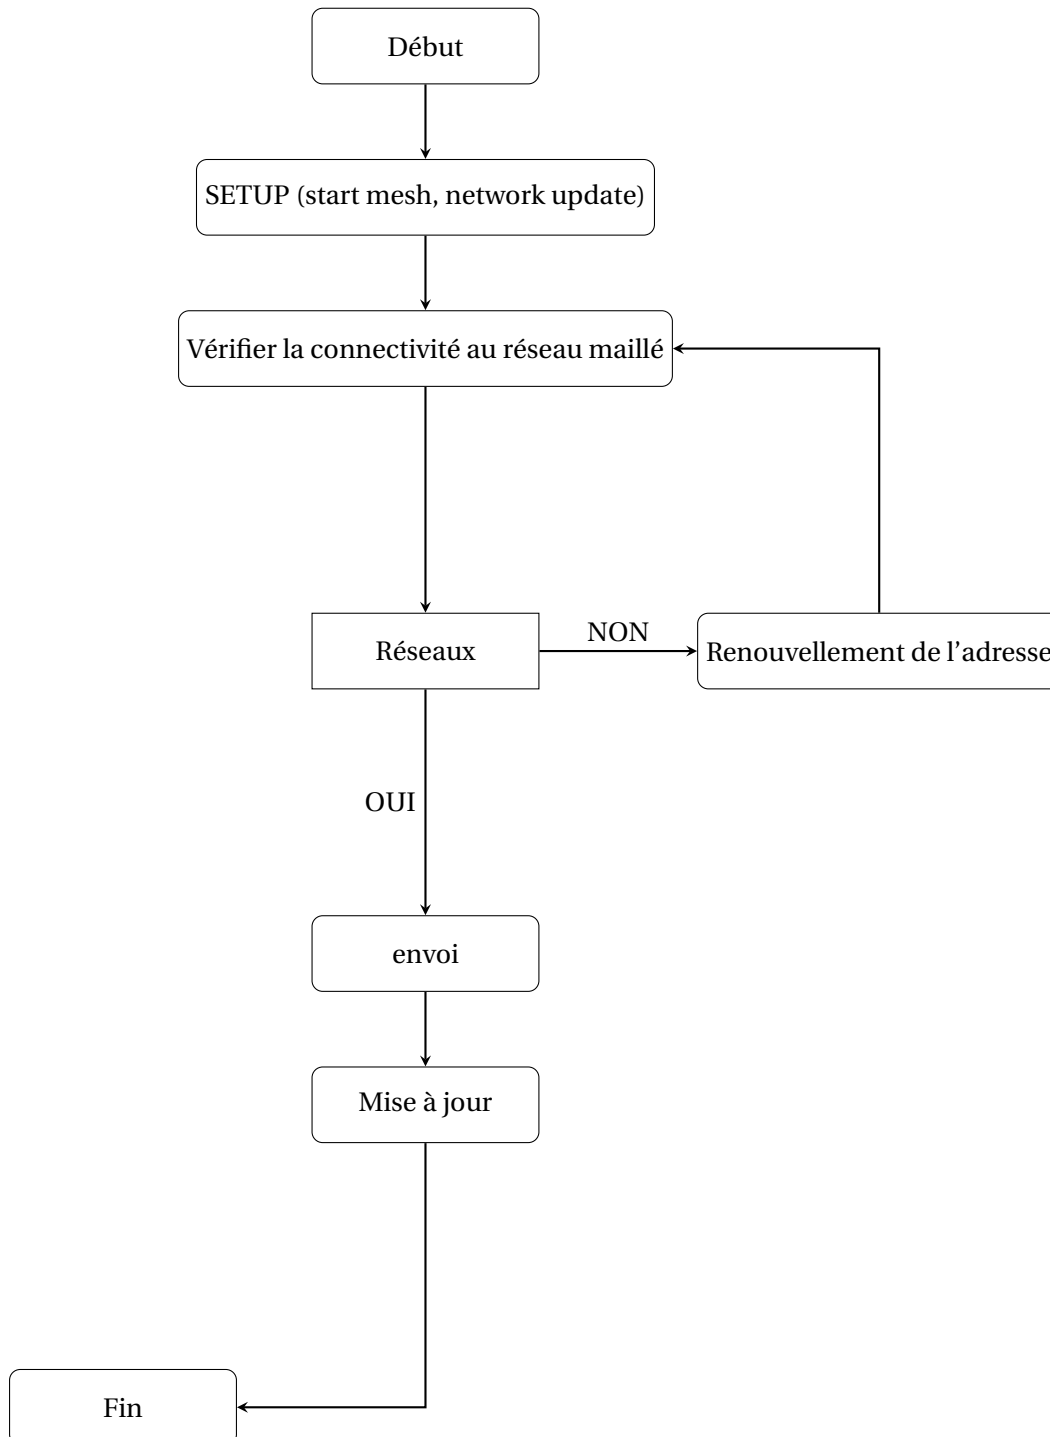 Début
SETUP (start mesh, network update)
Vérifier la connectivité au réseau maillé
Réseaux
NON
Renouvellement de l'adresse
OUI
envoi
Mise à jour
Fin